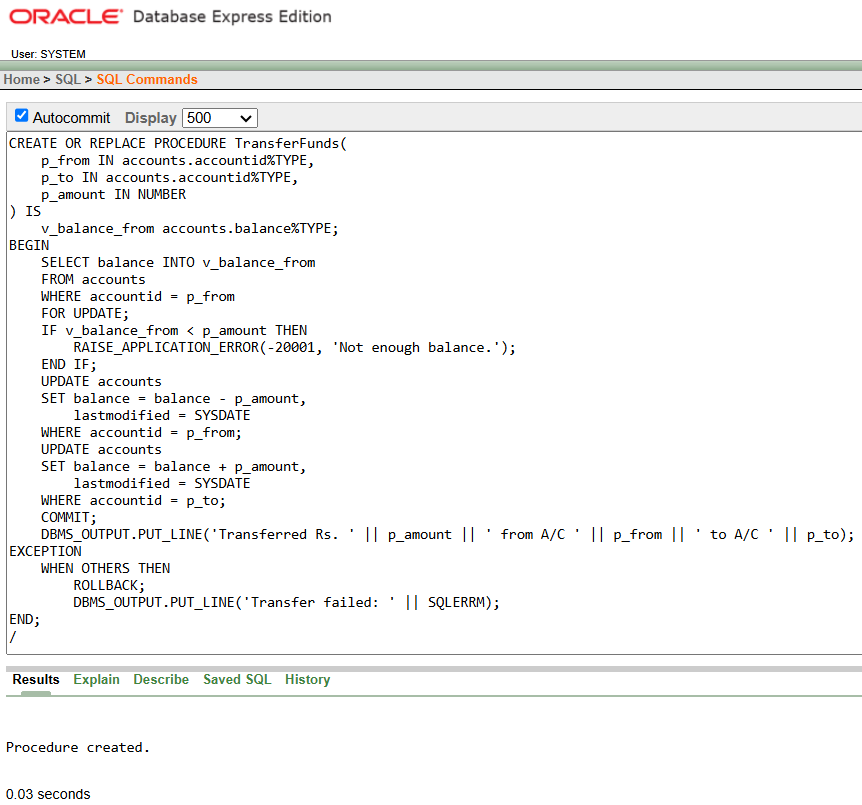 ORACLE Database Express Edition
User: SYSTEM
Home > SQL > SQL Commands
Autocommit Display 500
CREATE OR REPLACE PROCEDURE TransferFunds(
    p_from IN accounts.accountid%TYPE,
    p_to IN accounts.accountid%TYPE,
    p_amount IN NUMBER
) IS
    v_balance_from accounts.balance%TYPE;
BEGIN
    SELECT balance INTO v_balance_from
    FROM accounts
    WHERE accountid = p_from
    FOR UPDATE;
    IF v_balance_from < p_amount THEN
        RAISE_APPLICATION_ERROR(-20001, 'Not enough balance.');
    END IF;
    UPDATE accounts
    SET balance = balance - p_amount,
        lastmodified = SYSDATE
    WHERE accountid = p_from;
    UPDATE accounts
    SET balance = balance + p_amount,
        lastmodified = SYSDATE
    WHERE accountid = p_to;
    COMMIT;
    DBMS_OUTPUT.PUT_LINE('Transferred Rs. ' || p_amount || ' from A/C ' || p_from || ' to A/C ' || p_to);
EXCEPTION
    WHEN OTHERS THEN
        ROLLBACK;
        DBMS_OUTPUT.PUT_LINE('Transfer failed: ' || SQLERRM);
END;
/
Results Explain Describe Saved SQL History
Procedure created.
0.03 seconds